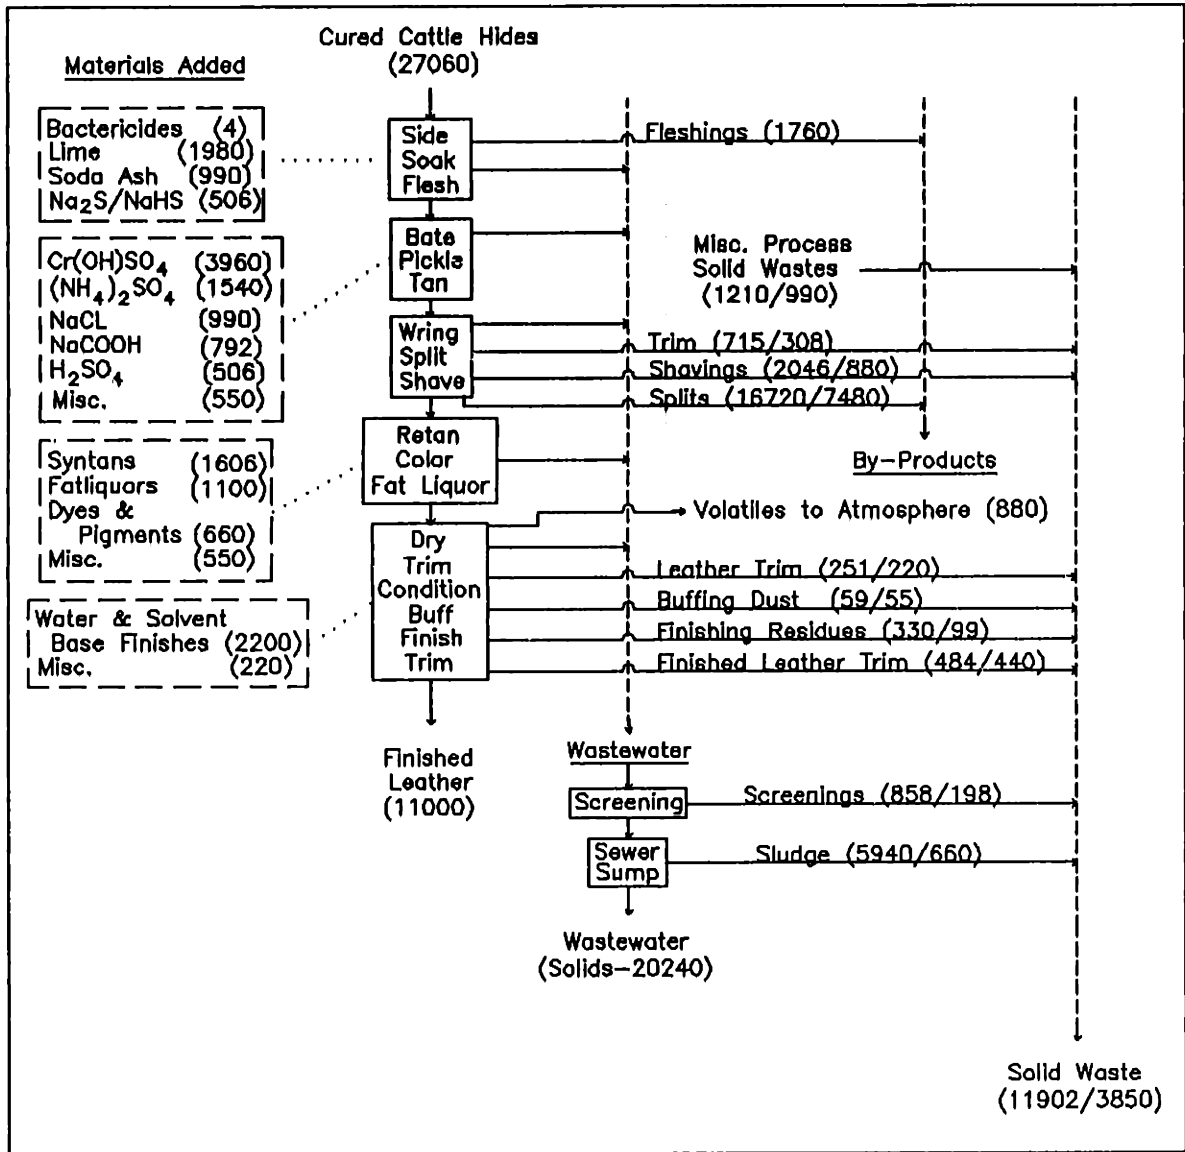 Cured Cattle Hides
(27060)
Materials Added
Bactericides (4)
Lime (1980)
Soda Ash (990)
Na₂S/NaHS (506)
Side
Soak
Flesh
Fleshings (1760)
Cr(OH)SO₄ (3960)
(NH₄)₂SO₄ (1540)
NaCL (990)
NaCOOH (792)
H₂SO₄ (506)
Misc. (550)
Bate
Pickle
Tan
Misc. Process
Solid Wastes
(1210/990)
Wring
Split
Shave
Trim (715/308)
Shavings (2046/880)
Splits (16720/7480)
By-Products
Syntans (1606)
Fatliquors (1100)
Dyes &
Pigments (660)
Misc. (550)
Retan
Color
Fat Liquor
Volatiles to Atmosphere (880)
Water & Solvent
Base Finishes (2200)
Misc. (220)
Dry
Trim
Condition
Buff
Finish
Trim
Leather Trim (251/220)
Buffing Dust (59/55)
Finishing Residues (330/99)
Finished Leather Trim (484/440)
Finished
Leather
(11000)
Wastewater
Screening
Screenings (858/198)
Sewer
Sump
Sludge (5940/660)
Wastewater
(Solids-20240)
Solid Waste
(11902/3850)